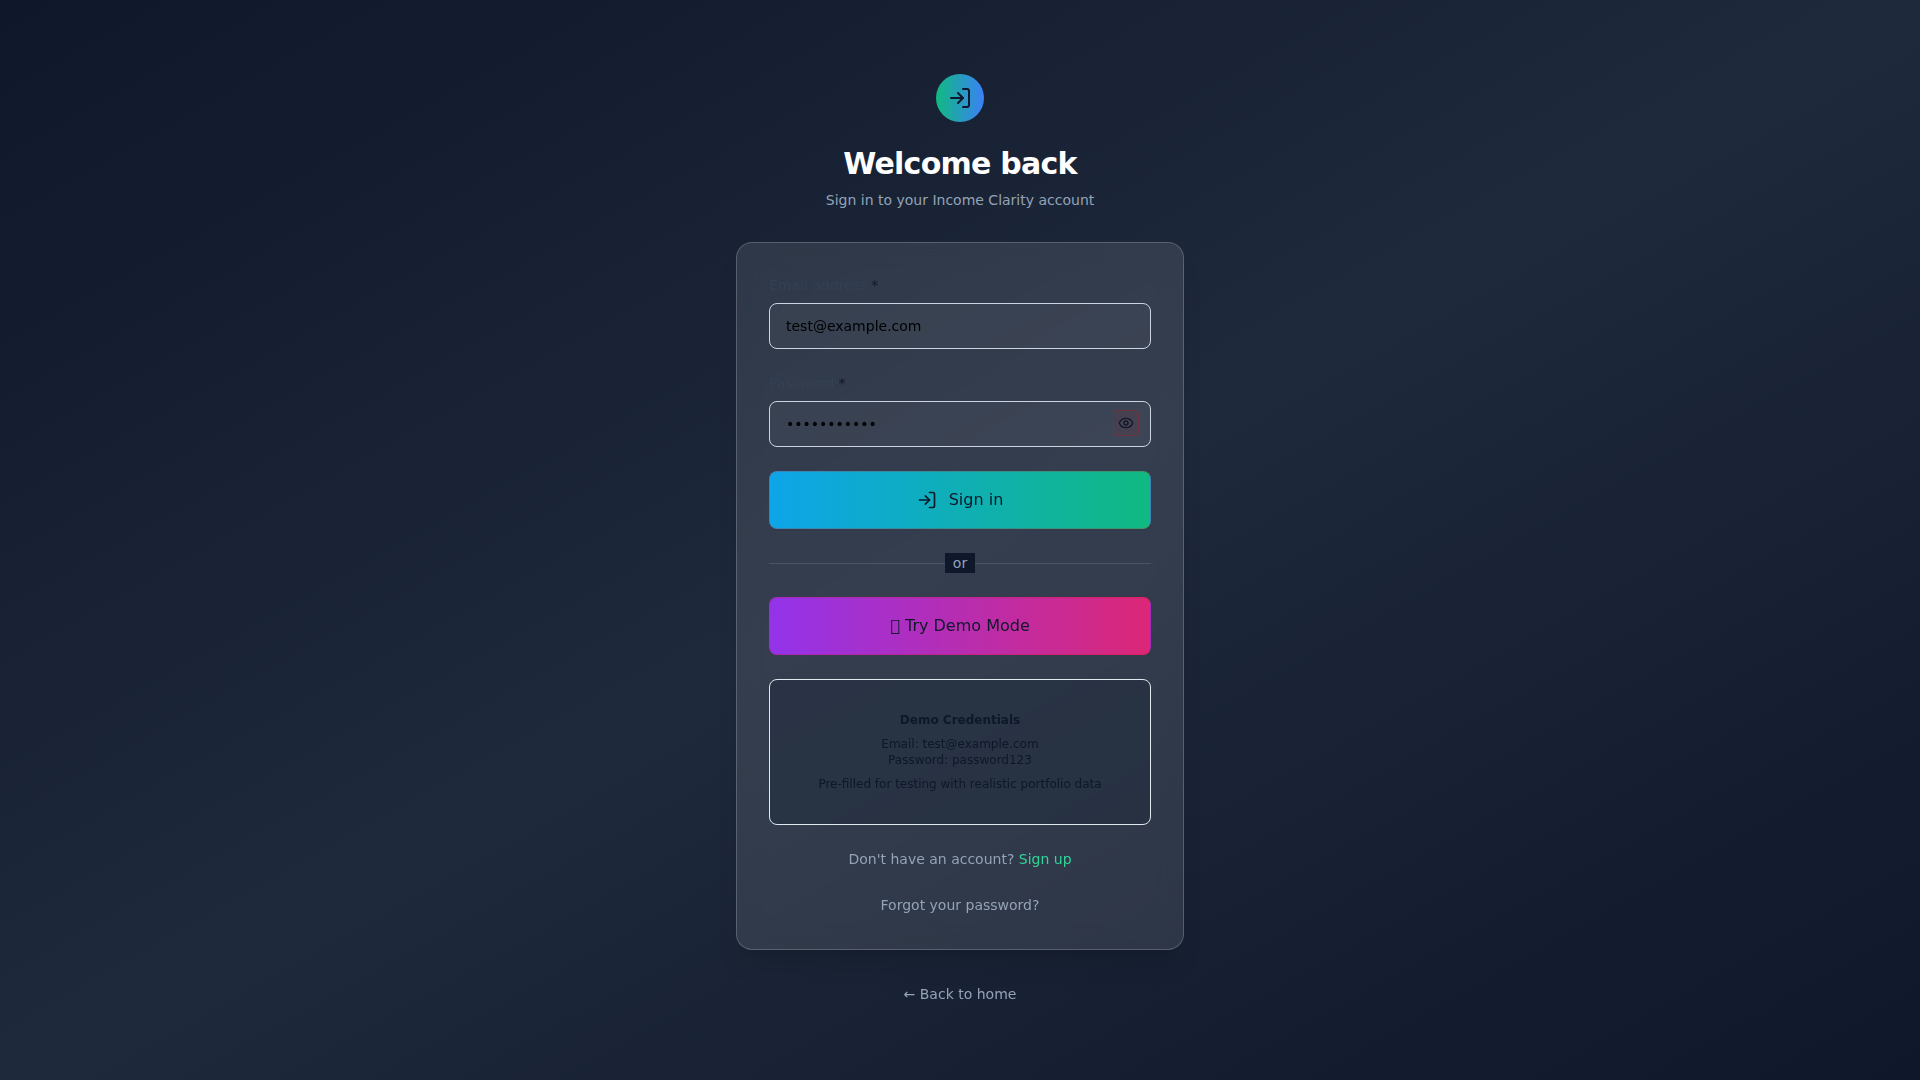 Welcome back
Sign in to your Income Clarity account
Email address *
test@example.com
Password *
•••••••••••
Sign in
or
Try Demo Mode
Demo Credentials
Email: test@example.com
Password: password123
Pre-filled for testing with realistic portfolio data
Don't have an account? Sign up
Forgot your password?
← Back to home